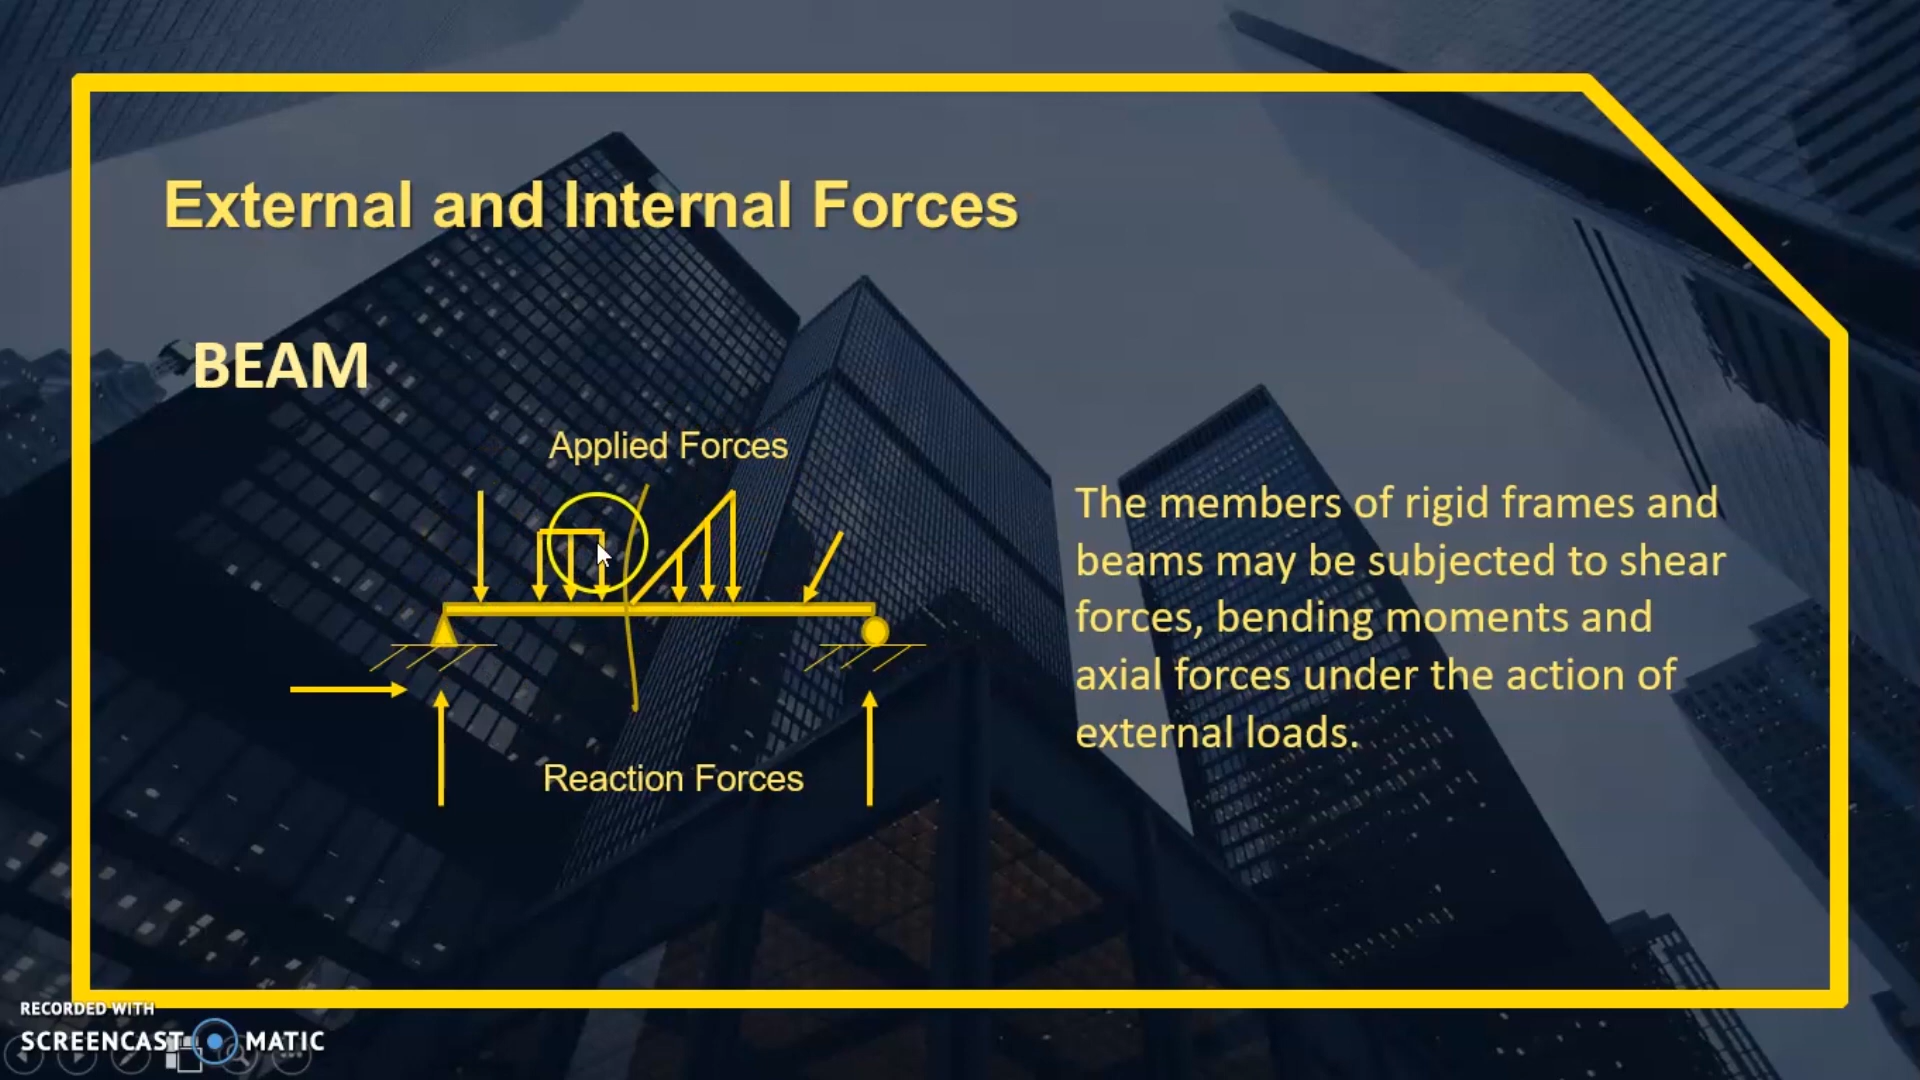 External and Internal Forces
BEAM
Applied Forces
The members of rigid frames and
beams may be subjected to shear
forces, bending moments and
axial forces under the action of
external loads.
Reaction Forces
RECORDED WITH
SCREENCAST MATIC